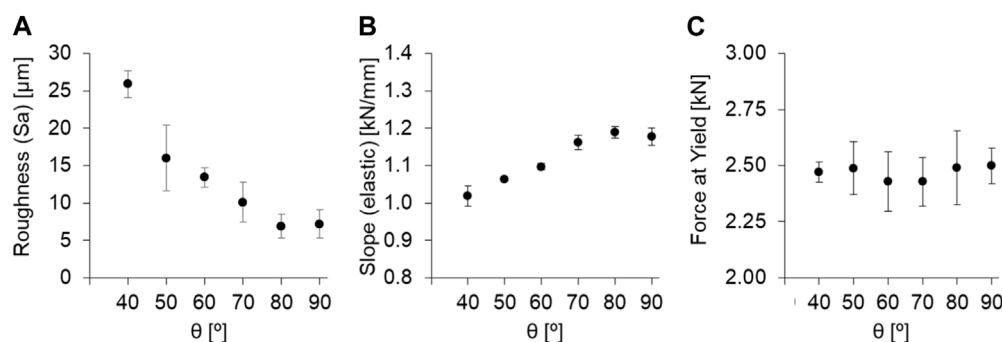 A
Roughness (Sa) [µm]
30
25
20
15
10
5
0
40 50 60 70 80 90
θ [º]
B
Slope (elastic) [kN/mm]
1.4
1.3
1.2
1.1
1.0
0.9
0.8
40 50 60 70 80 90
θ [º]
C
Force at Yield [kN]
3.00
2.75
2.50
2.25
2.00
40 50 60 70 80 90
θ [º]